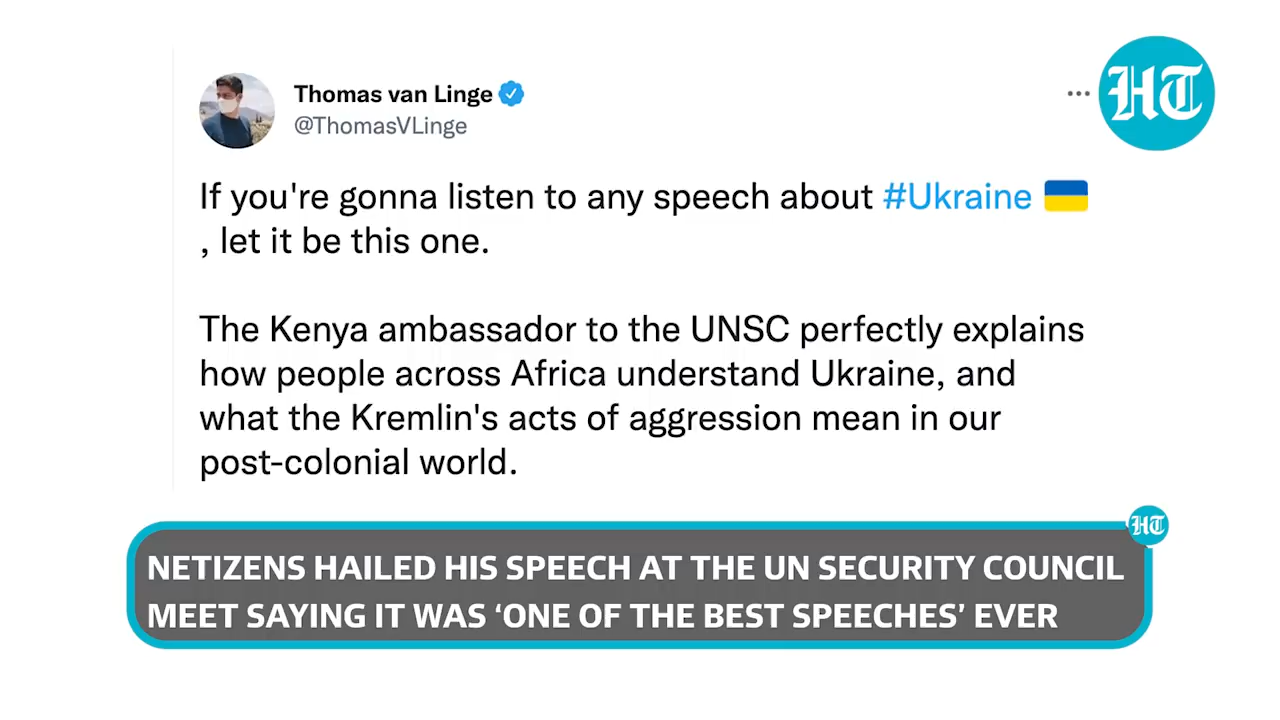 HT
Thomas van Linge
@ThomasVLinge
If you're gonna listen to any speech about #Ukraine
, let it be this one.
The Kenya ambassador to the UNSC perfectly explains
how people across Africa understand Ukraine, and
what the Kremlin's acts of aggression mean in our
post-colonial world.
HT
NETIZENS HAILED HIS SPEECH AT THE UN SECURITY COUNCIL
MEET SAYING IT WAS ‘ONE OF THE BEST SPEECHES’ EVER